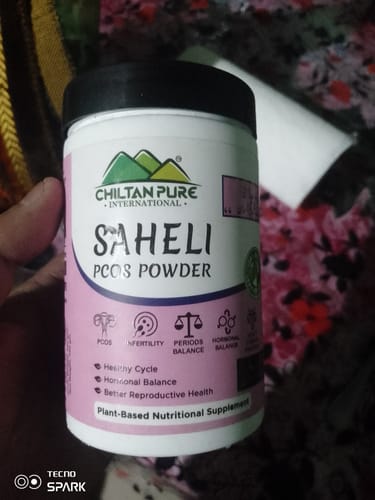 CHILTAN PURE
• INTERNATIONAL •
SAHELI
PCOS POWDER
PCOS
INFERTILITY
PERIODS
BALANCE
HORMONAL
BALANCE
Healthy Cycle
Hormonal Balance
Better Reproductive Health
Plant-Based Nutritional Supplement
TECNO
SPARK